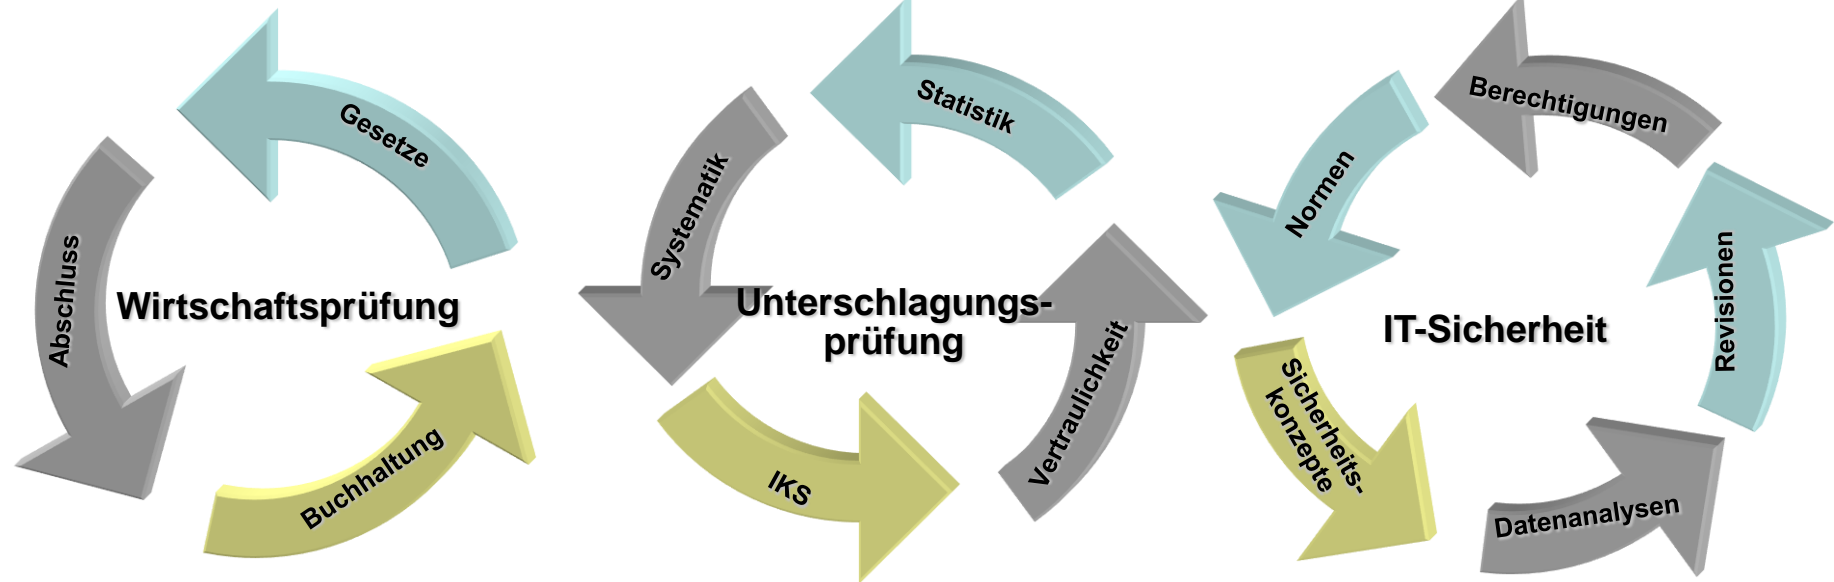 Gesetze
Abschluss
Wirtschaftsprüfung
Buchhaltung
Statistik
Systematik
Unterschlagungs-
prüfung
Vertraulichkeit
IKS
Berechtigungen
Normen
Revisionen
IT-Sicherheit
Sicherheits-
konzepte
Datenanalysen